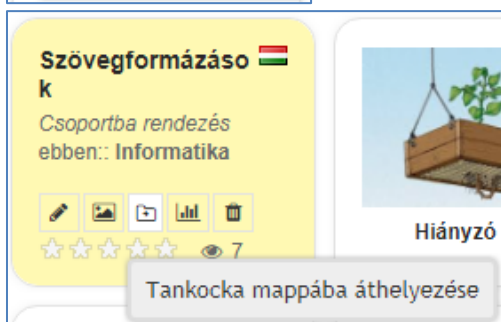 Szövegformázáso
k
Csoportba rendezés
ebben:: Informatika
7
Hiányzó
Tankocka mappába áthelyezése